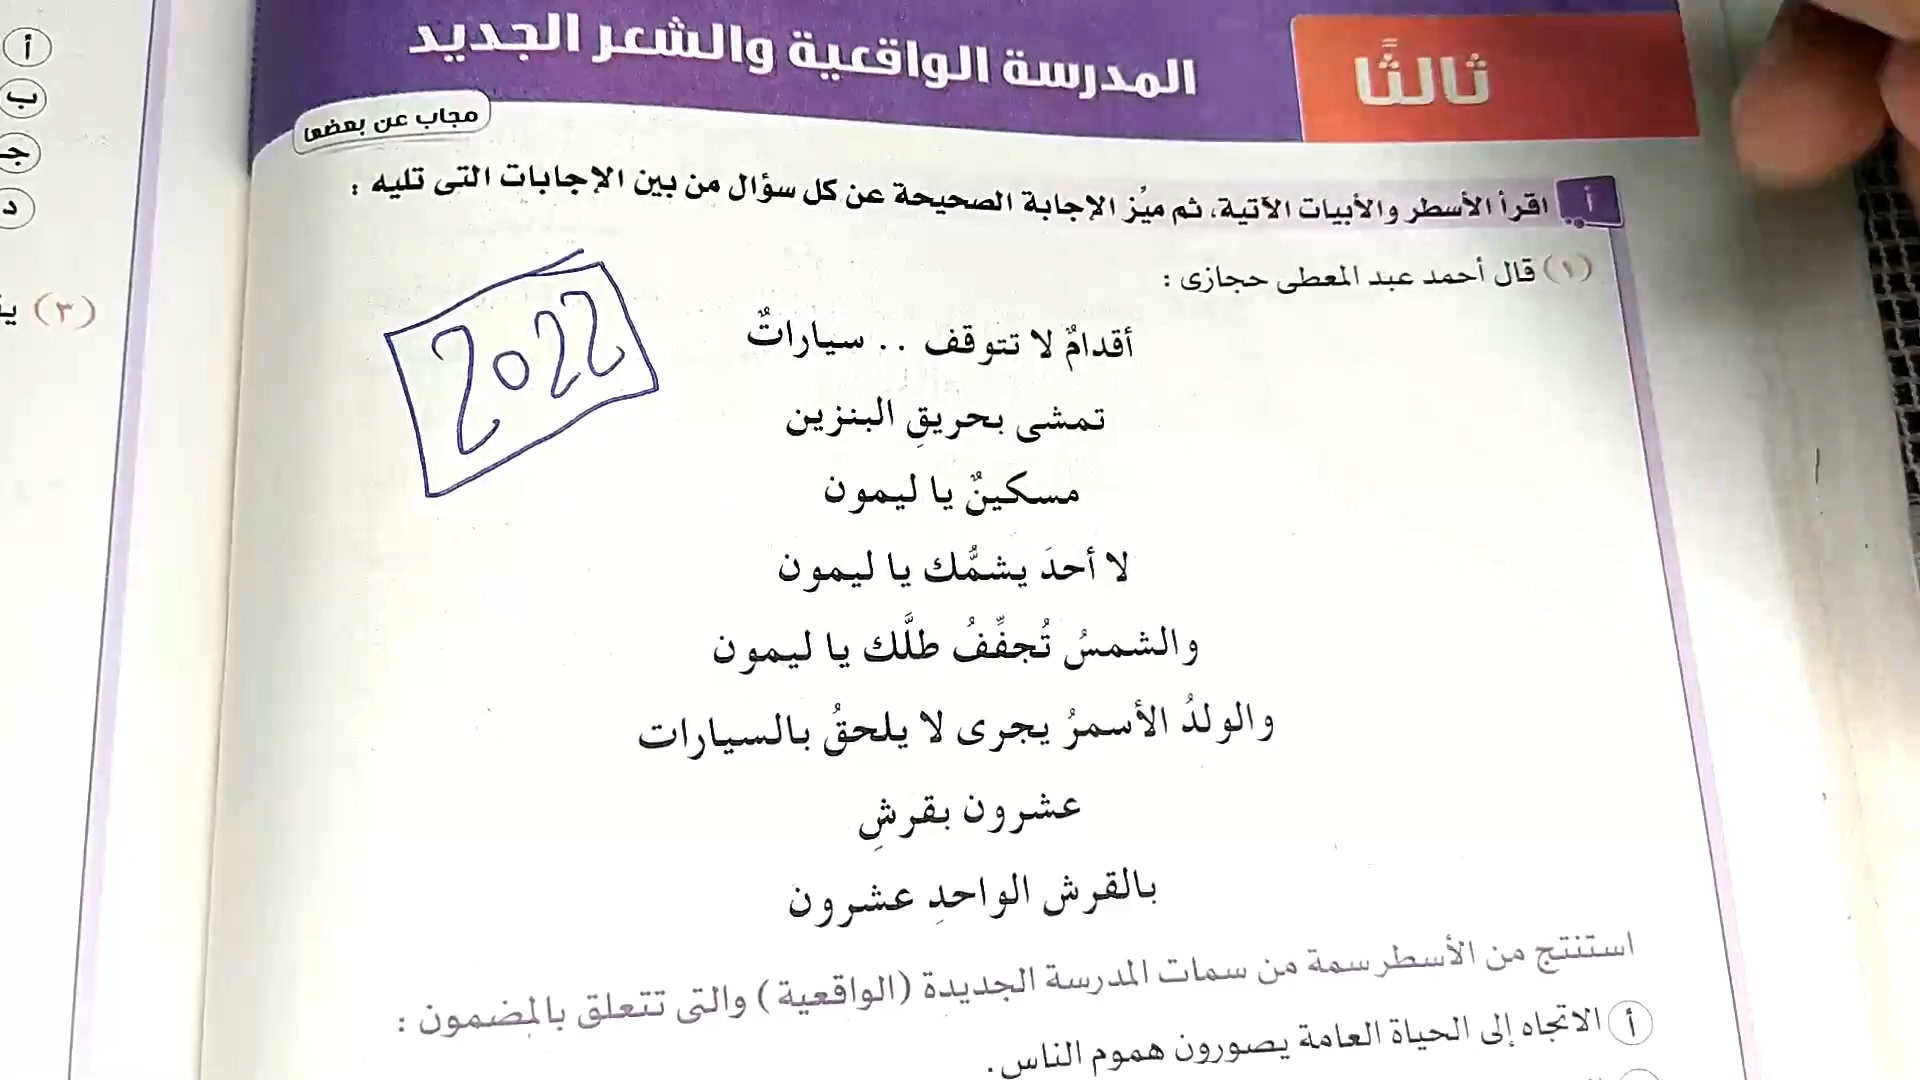 ثالثًا
المدرسة الواقعية والشعر الجديد
مجاب عن بعضها
أ اقرأ الأسطر والأبيات الآتية، ثم ميِّز الإجابة الصحيحة عن كل سؤال من بين الإجابات التى تليه :
(١) قال أحمد عبد المعطى حجازى :
2022
أقدامٌ لا تتوقف .. سياراتٌ
تمشى بحريقِ البنزين
مسكينٌ يا ليمون
لا أحدَ يشمُّك يا ليمون
والشمسُ تُجفِّفُ طلَّك يا ليمون
والولدُ الأسمرُ يجرى لا يلحقُ بالسيارات
عشرون بقرشِ
بالقرش الواحدِ عشرون
استنتج من الأسطر سمة من سمات المدرسة الجديدة (الواقعية) والتى تتعلق بالمضمون :
أ الاتجاه إلى الحياة العامة يصورون هموم الناس.
أ
ب
جـ
د
(٣)